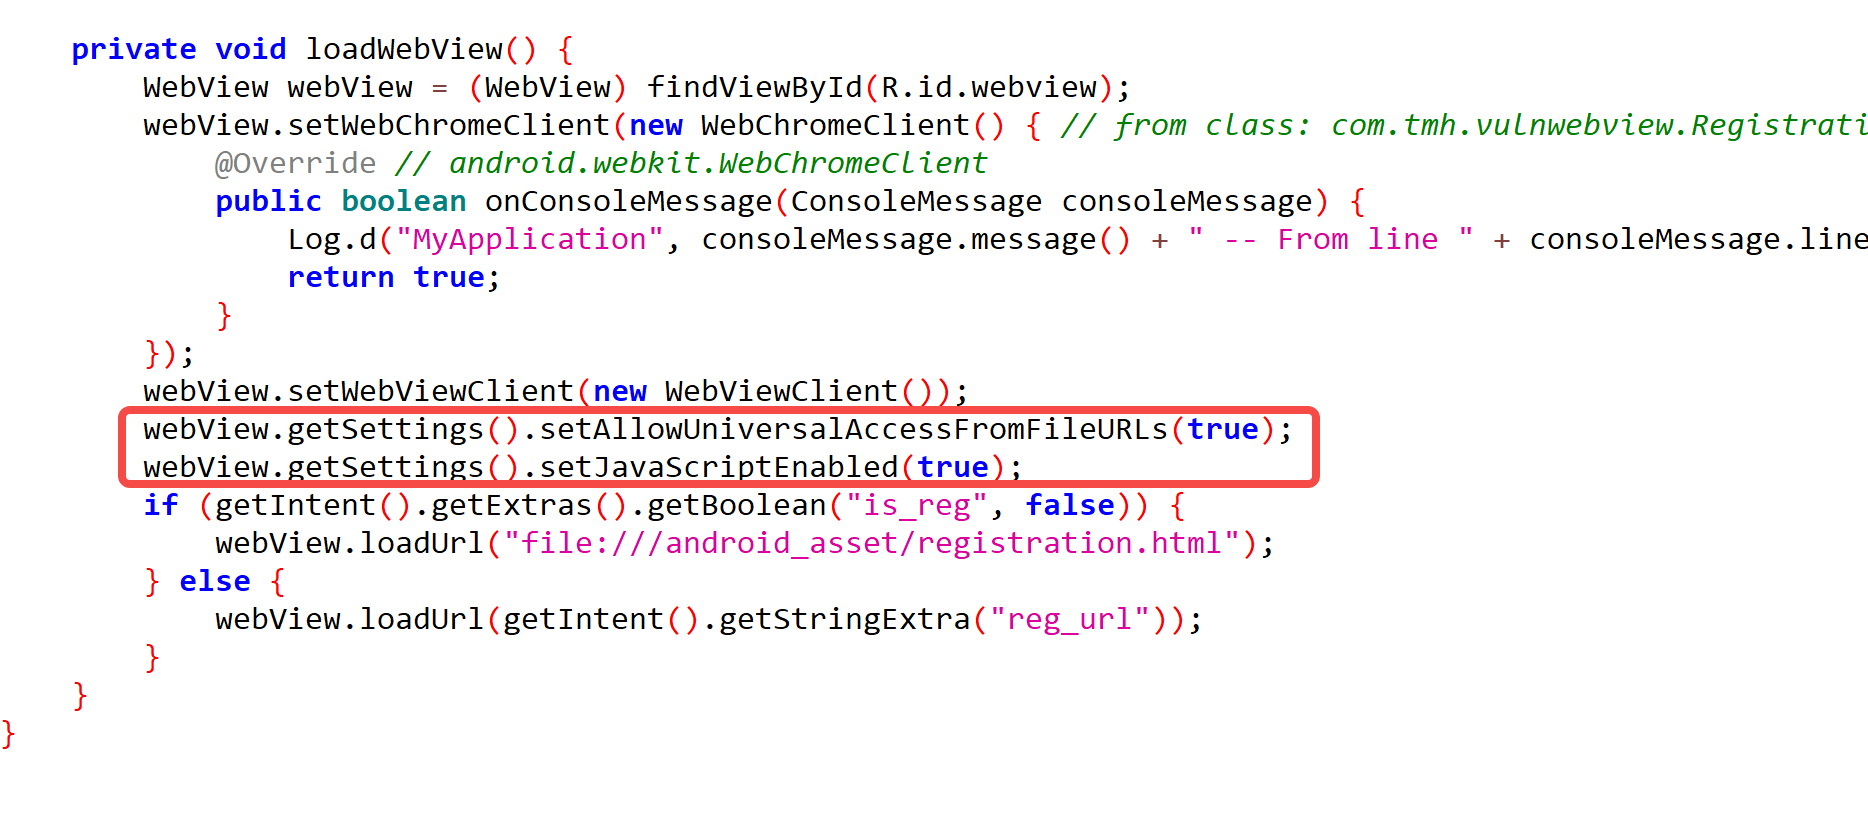 private void loadWebView() {
WebView webView = (WebView) findViewById(R.id.webview);
webView.setWebChromeClient(new WebChromeClient() { // from class: com.tmh.vulnwebview.Registrati
@Override // android.webkit.WebChromeClient
public boolean onConsoleMessage(ConsoleMessage consoleMessage) {
Log.d("MyApplication", consoleMessage.message() + " -- From line " + consoleMessage.line
return true;
}
});
webView.setWebViewClient(new WebViewClient());
webView.getSettings().setAllowUniversalAccessFromFileURLs(true);
webView.getSettings().setJavaScriptEnabled(true);
if (getIntent().getExtras().getBoolean("is_reg", false)) {
webView.loadUrl("file:///android_asset/registration.html");
} else {
webView.loadUrl(getIntent().getStringExtra("reg_url"));
}
}
}